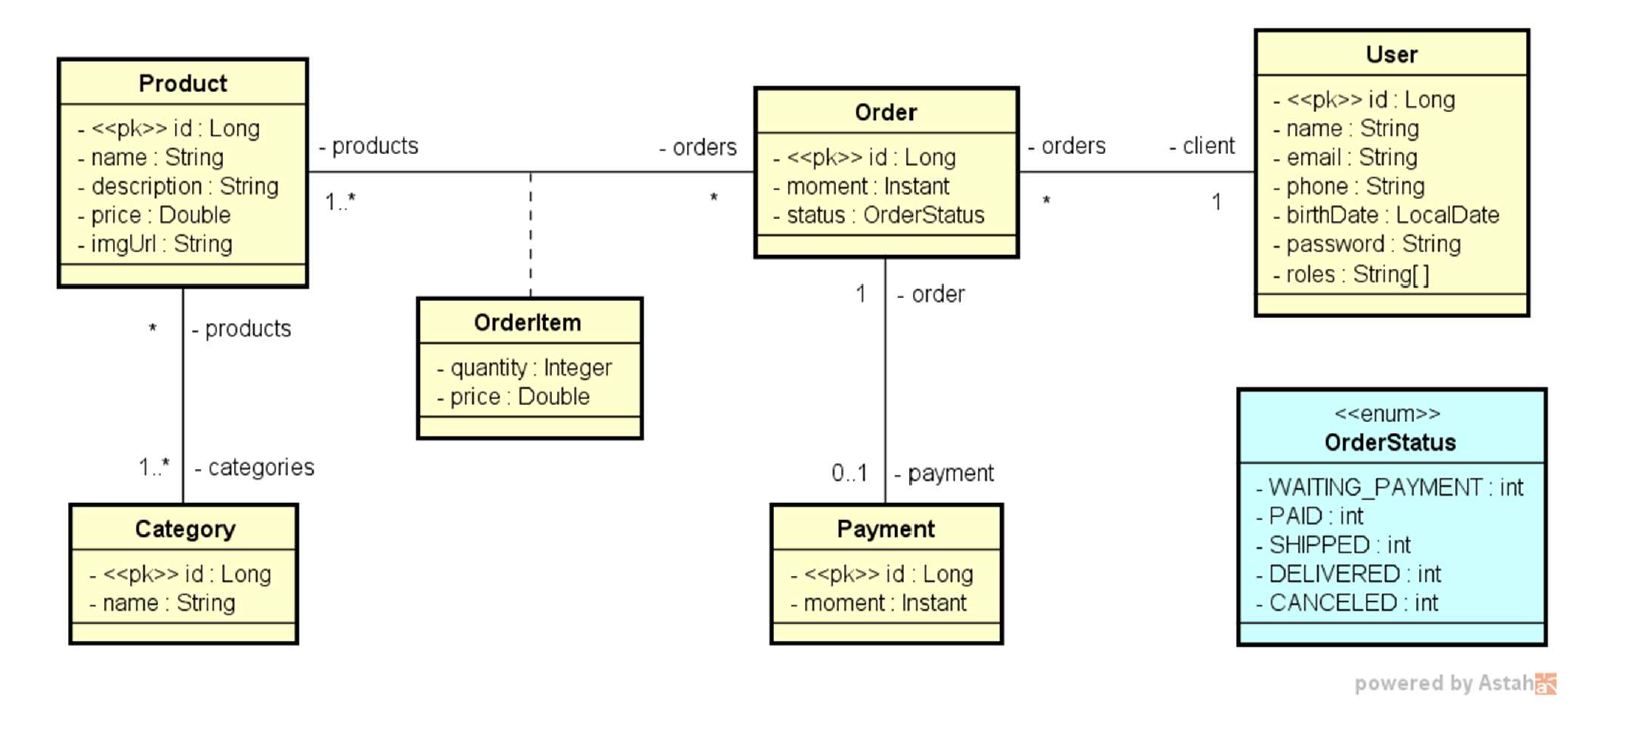 Product
- <<pk>> id : Long
- name : String
- description : String
- price : Double
- imgUrl : String
- products
1..*
- orders
*
Order
- <<pk>> id : Long
- moment : Instant
- status : OrderStatus
- orders
*
- client
1
User
- <<pk>> id : Long
- name : String
- email : String
- phone : String
- birthDate : LocalDate
- password : String
- roles : String[ ]
* - products
1..* - categories
OrderItem
- quantity : Integer
- price : Double
1 - order
0..1 - payment
Category
- <<pk>> id : Long
- name : String
Payment
- <<pk>> id : Long
- moment : Instant
<<enum>>
OrderStatus
- WAITING_PAYMENT : int
- PAID : int
- SHIPPED : int
- DELIVERED : int
- CANCELED : int
powered by Astah